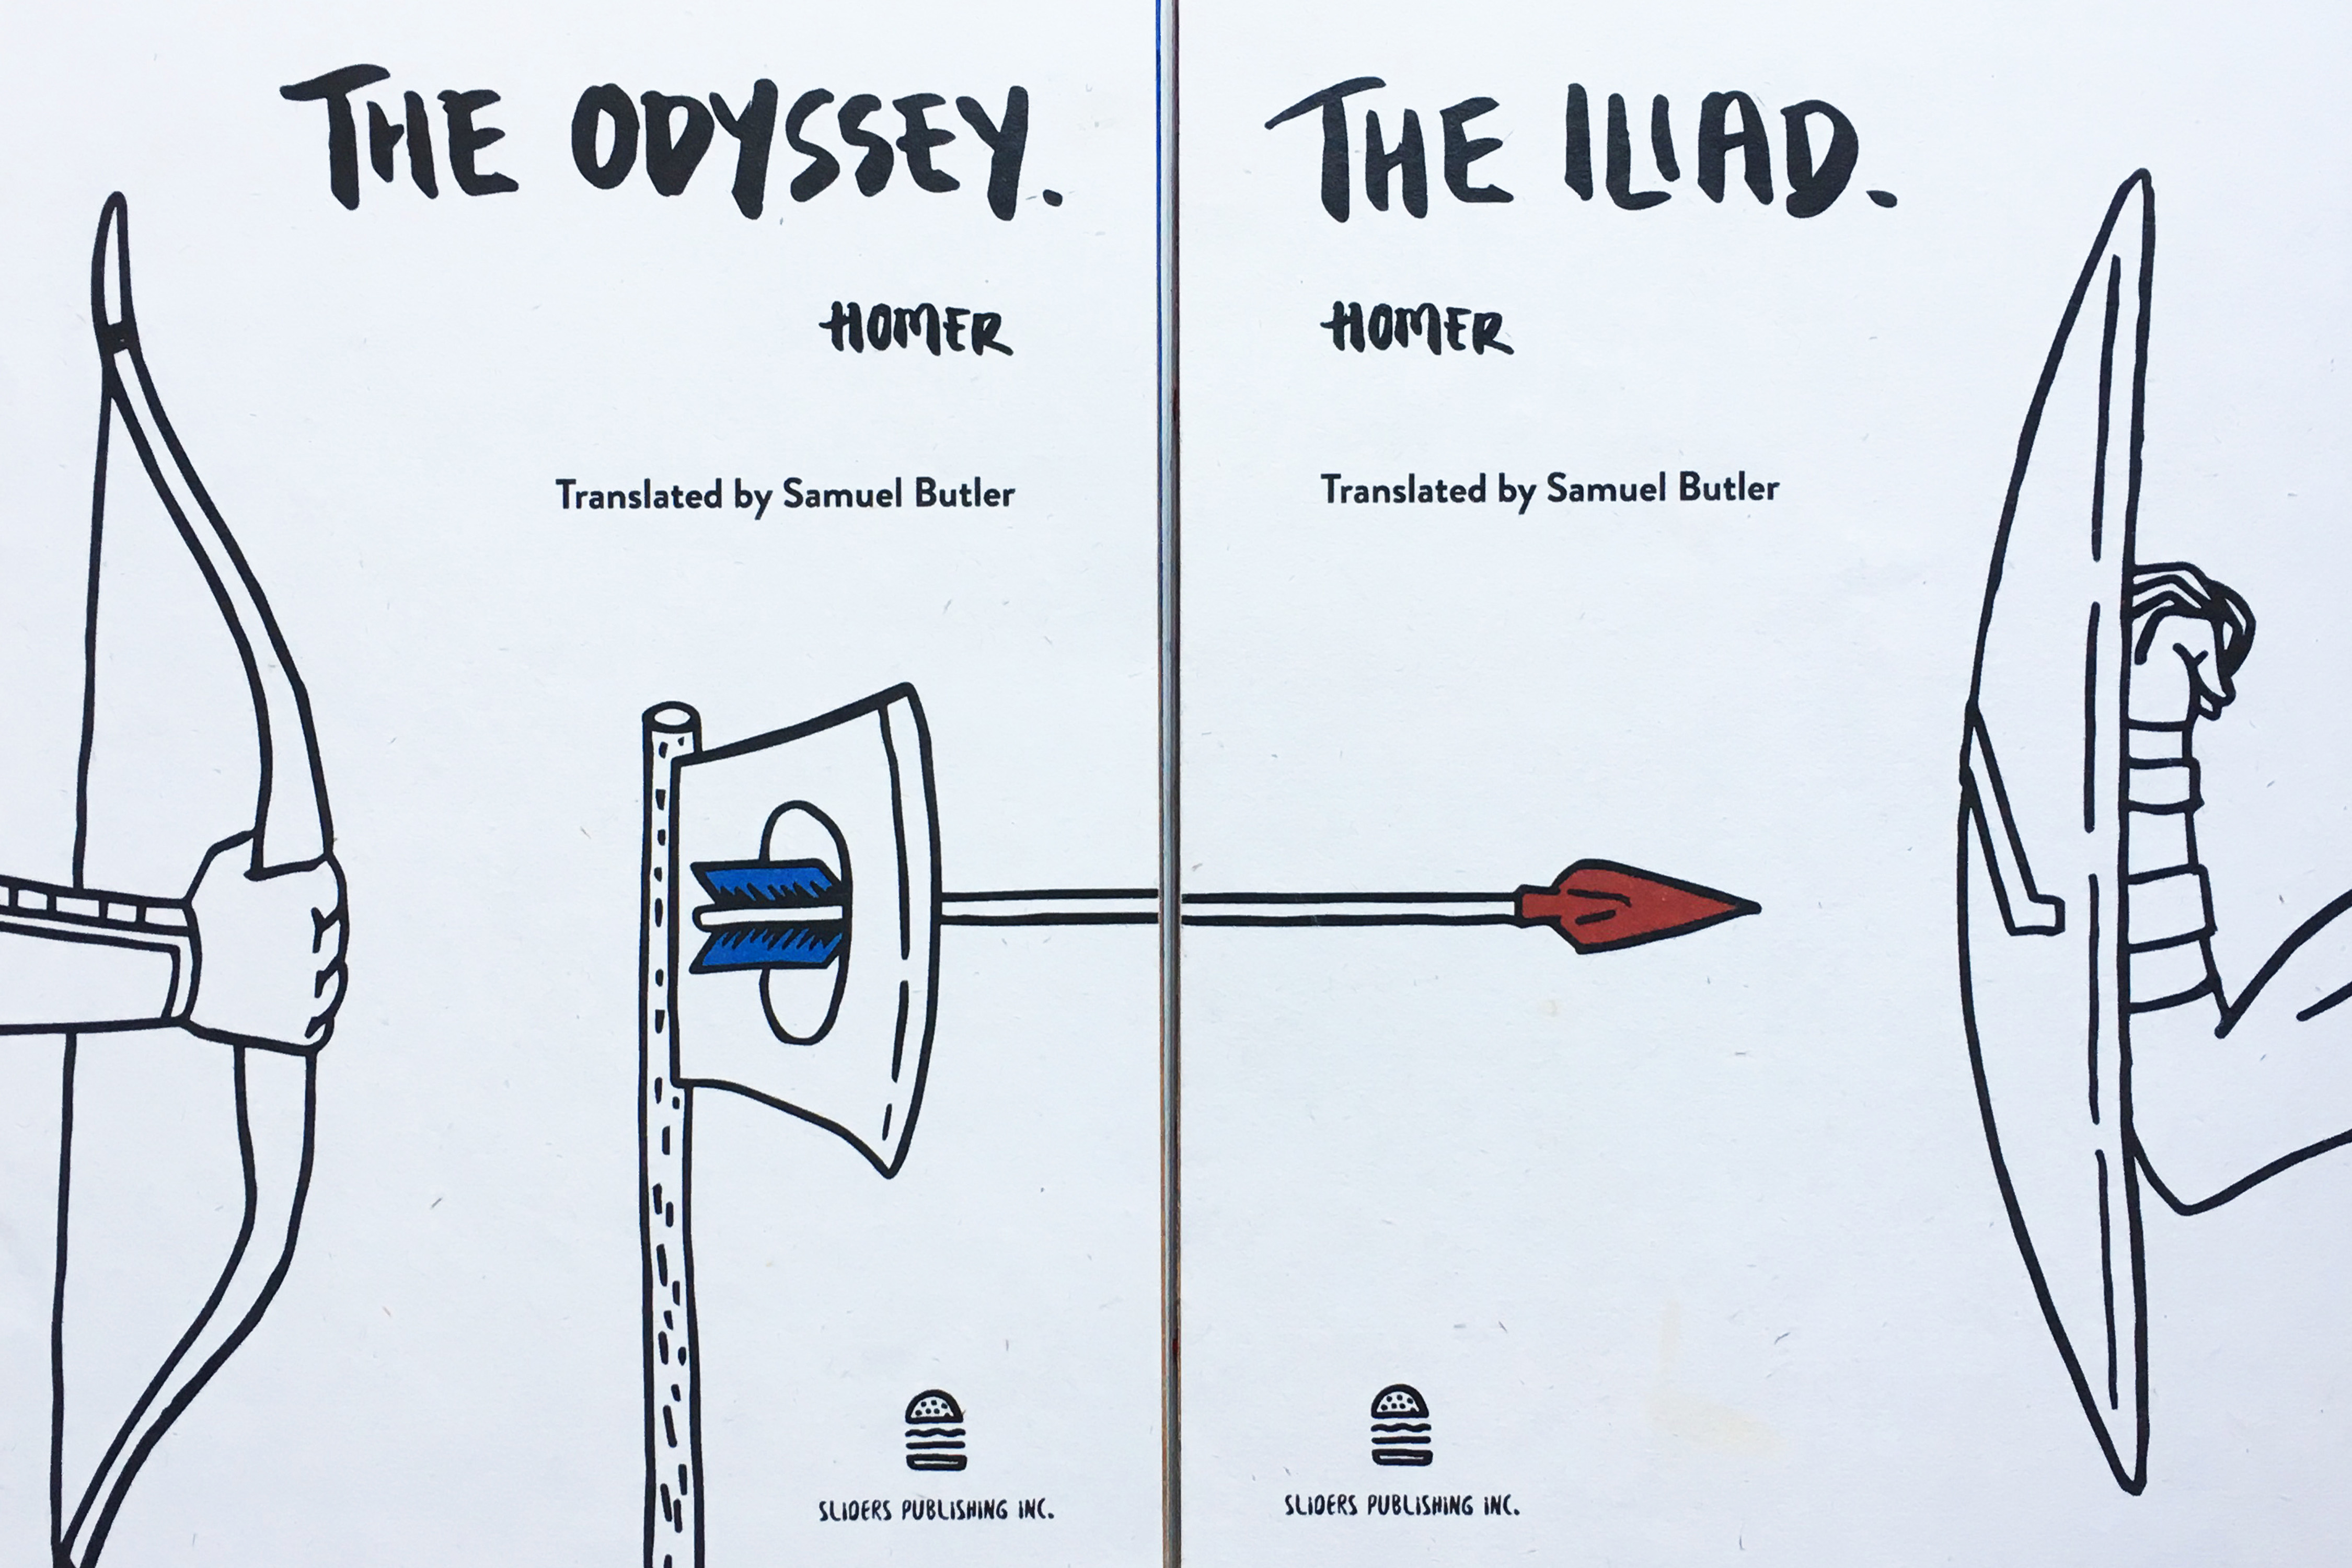 THE ODYSSEY.
HOMER
Translated by Samuel Butler
SLIDERS PUBLISHING INC.
THE ILIAD.
HOMER
Translated by Samuel Butler
SLIDERS PUBLISHING INC.